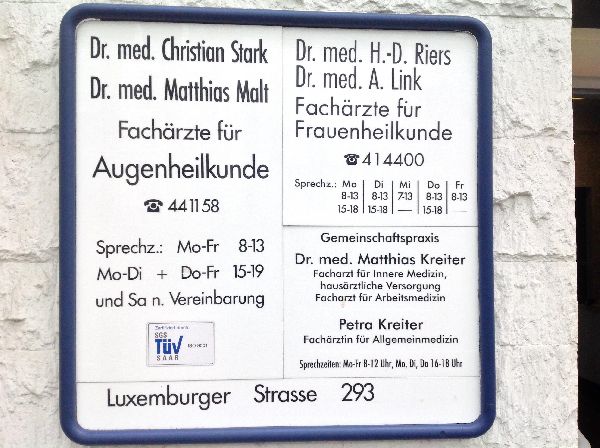 Dr. med. Christian Stark
Dr. med. Matthias Malt
Fachärzte für
Augenheilkunde
☎ 441158
Sprechz.: Mo-Fr 8-13
Mo-Di + Do-Fr 15-19
und Sa n. Vereinbarung
SGS
TÜV
SAAR
Dr. med. H.-D. Riers
Dr. med. A. Link
Fachärzte für
Frauenheilkunde
☎ 414400
Sprechz.: Mo Di Mi Do Fr
8-13 8-13 7-13 8-13 8-13
15-18 15-18 — 15-18 —
Gemeinschaftspraxis
Dr. med. Matthias Kreiter
Facharzt für Innere Medizin,
hausärztliche Versorgung
Facharzt für Arbeitsmedizin
Petra Kreiter
Fachärztin für Allgemeinmedizin
Sprechzeiten: Mo-Fr 8-12 Uhr, Mo, Di, Do 16-18 Uhr
Luxemburger Strasse 293